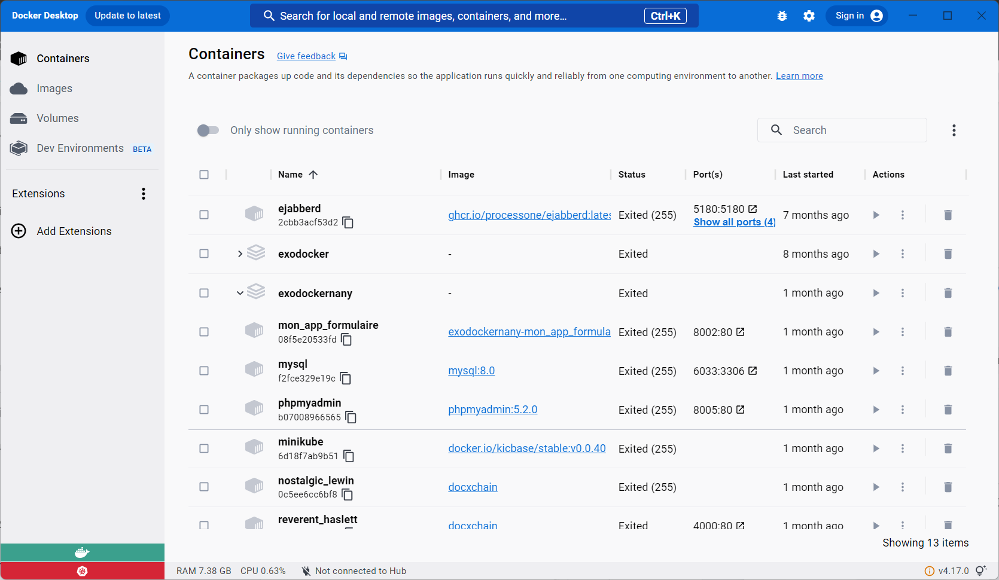 Docker Desktop Update to latest Search for local and remote images, containers, and more... Ctrl+K Sign in
Containers
Images
Volumes
Dev Environments BETA
Extensions
Add Extensions
Containers Give feedback
A container packages up code and its dependencies so the application runs quickly and reliably from one computing environment to another. Learn more
Only show running containers Search
Name Image Status Port(s) Last started Actions
ejabberd
2cbb3acf53d2 ghcr.io/processone/ejabberd:lates Exited (255) 5180:5180 7 months ago
Show all ports (4)
exodocker - Exited 8 months ago
exodockernany - Exited 1 month ago
mon_app_formulaire
08f5e20533fd exodockernany-mon_app_formula Exited (255) 8002:80 1 month ago
mysql
f2fce329e19c mysql:8.0 Exited (255) 6033:3306 1 month ago
phpmyadmin
b07008966565 phpmyadmin:5.2.0 Exited (255) 8005:80 1 month ago
minikube
6d18f7ab9b51 docker.io/kicbase/stable:v0.0.40 Exited (255) 1 month ago
nostalgic_lewin
0c5ee6cc6bf8 docxchain Exited (255) 1 month ago
reverent_haslett
docxchain Exited 4000:80 1 month ago
Showing 13 items
RAM 7.38 GB CPU 0.63% Not connected to Hub v4.17.0